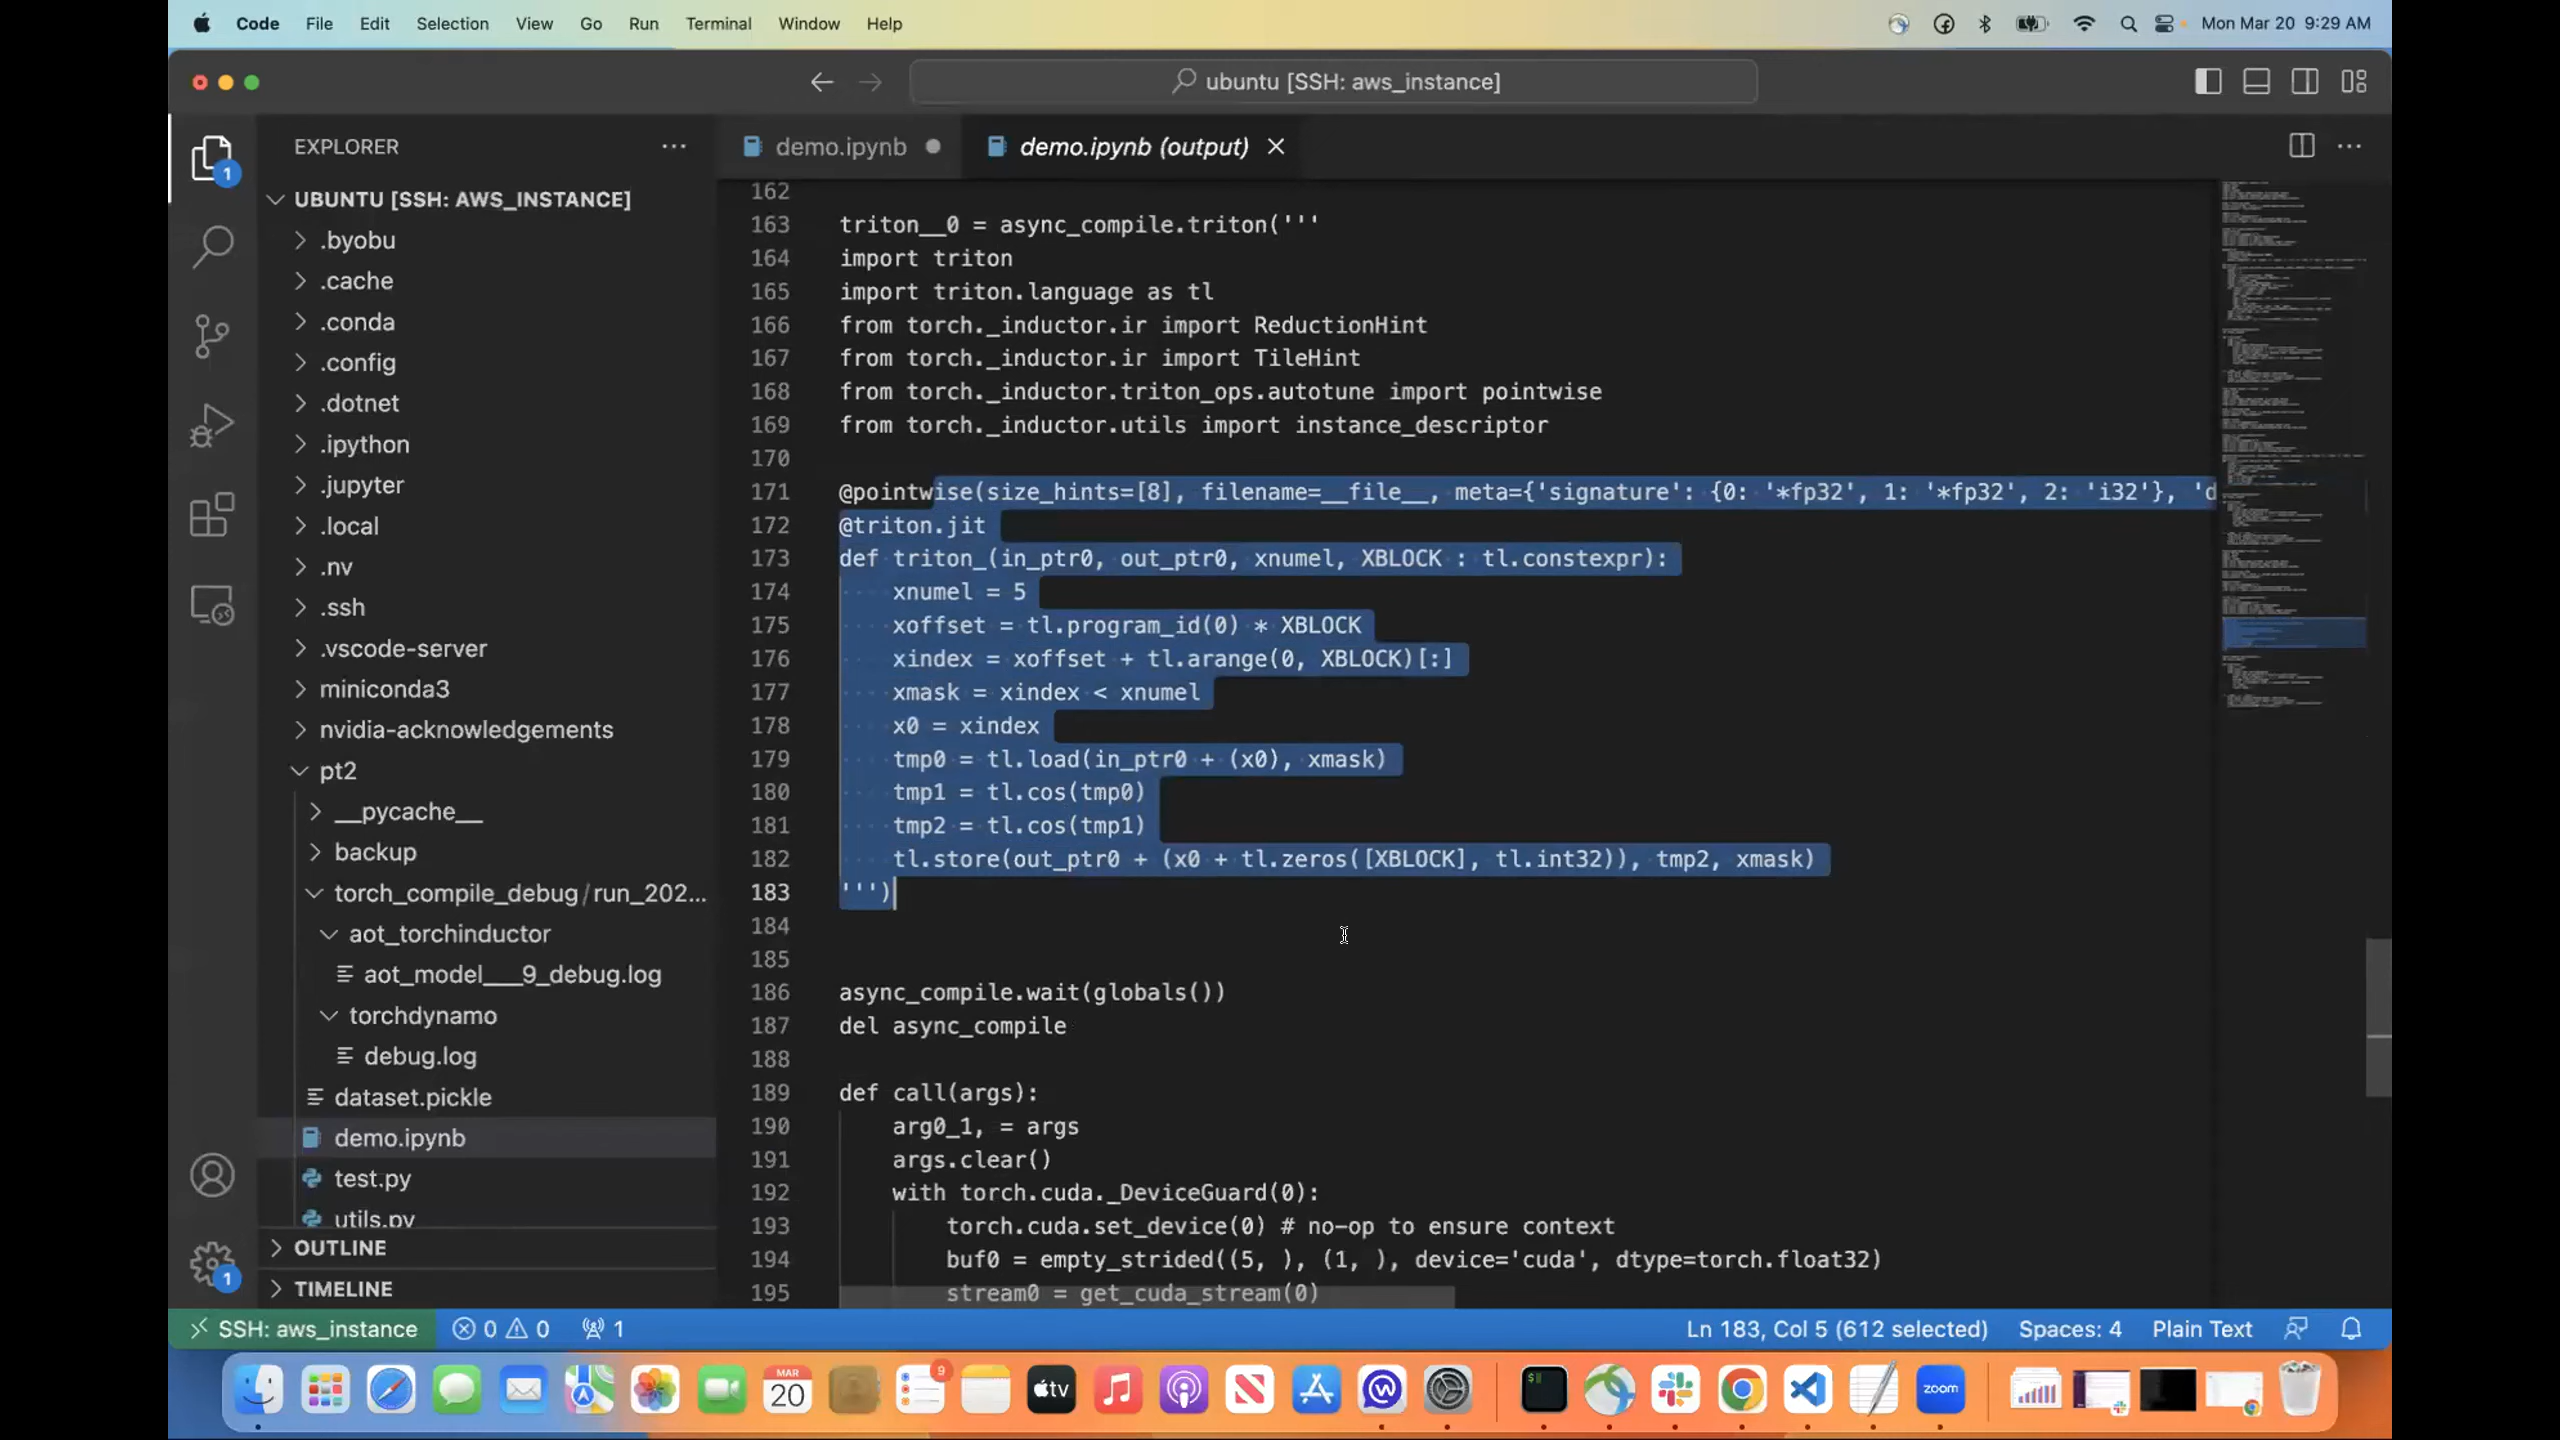 Code File Edit Selection View Go Run Terminal Window Help Mon Mar 20 9:29 AM
ubuntu [SSH: aws_instance]
EXPLORER
demo.ipynb
demo.ipynb (output)
1
UBUNTU [SSH: AWS_INSTANCE]
.byobu
.cache
.conda
.config
.dotnet
.ipython
.jupyter
.local
.nv
.ssh
.vscode-server
miniconda3
nvidia-acknowledgements
pt2
__pycache__
backup
torch_compile_debug/run_202...
aot_torchinductor
aot_model___9_debug.log
torchdynamo
debug.log
dataset.pickle
demo.ipynb
test.py
utils.py
OUTLINE
TIMELINE
1
162
163 triton__0 = async_compile.triton('''
164 import triton
165 import triton.language as tl
166 from torch._inductor.ir import ReductionHint
167 from torch._inductor.ir import TileHint
168 from torch._inductor.triton_ops.autotune import pointwise
169 from torch._inductor.utils import instance_descriptor
170
171 @pointwise(size_hints=[8], filename=__file__, meta={'signature': {0: '*fp32', 1: '*fp32', 2: 'i32'}, 'd
172 @triton.jit
173 def triton_(in_ptr0, out_ptr0, xnumel, XBLOCK : tl.constexpr):
174 xnumel = 5
175 xoffset = tl.program_id(0) * XBLOCK
176 xindex = xoffset + tl.arange(0, XBLOCK)[:]
177 xmask = xindex < xnumel
178 x0 = xindex
179 tmp0 = tl.load(in_ptr0 + (x0), xmask)
180 tmp1 = tl.cos(tmp0)
181 tmp2 = tl.cos(tmp1)
182 tl.store(out_ptr0 + (x0 + tl.zeros([XBLOCK], tl.int32)), tmp2, xmask)
183 ''')
184
185
186 async_compile.wait(globals())
187 del async_compile
188
189 def call(args):
190 arg0_1, = args
191 args.clear()
192 with torch.cuda._DeviceGuard(0):
193 torch.cuda.set_device(0) # no-op to ensure context
194 buf0 = empty_strided((5, ), (1, ), device='cuda', dtype=torch.float32)
195 stream0 = get_cuda_stream(0)
SSH: aws_instance 0 0 1 Ln 183, Col 5 (612 selected) Spaces: 4 Plain Text
MAR
20
9
tv
zoom